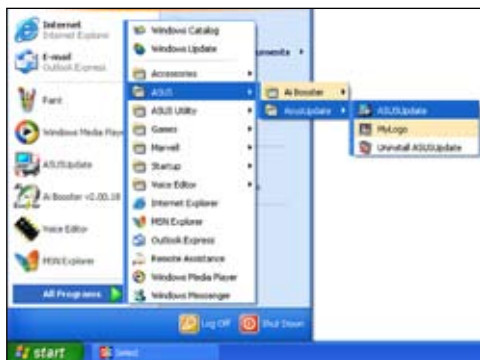 Internet
Internet Explorer
E-mail
Outlook Express
Paint
Windows Media Player
ASUSUpdate
Ai Booster v2.00.18
Voice Editor
MSN Explorer
All Programs
Windows Catalog
Windows Update
Accessories
ASUS
ASUS Utility
Games
Marvell
Startup
Voice Editor
Internet Explorer
MSN Explorer
Outlook Express
Remote Assistance
Windows Media Player
Windows Messenger
Ai Booster
AsusUpdate
ASUSUpdate
MyLogo
Uninstall ASUSUpdate
Log Off
Shut Down
start